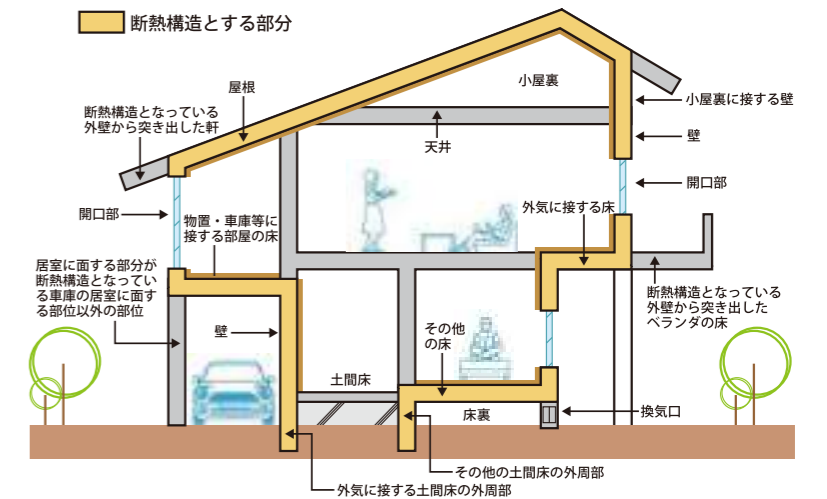 断熱構造とする部分
小屋裏
屋根
小屋裏に接する壁
断熱構造となっている
外壁から突き出した軒
壁
天井
開口部
外気に接する床
開口部
物置・車庫等に
接する部屋の床
居室に面する部分が
断熱構造となってい
る車庫の居室に面す
る部位以外の部位
断熱構造となっている
外壁から突き出した
ベランダの床
壁
その他
の床
土間床
床裏
換気口
その他の土間床の外周部
外気に接する土間床の外周部